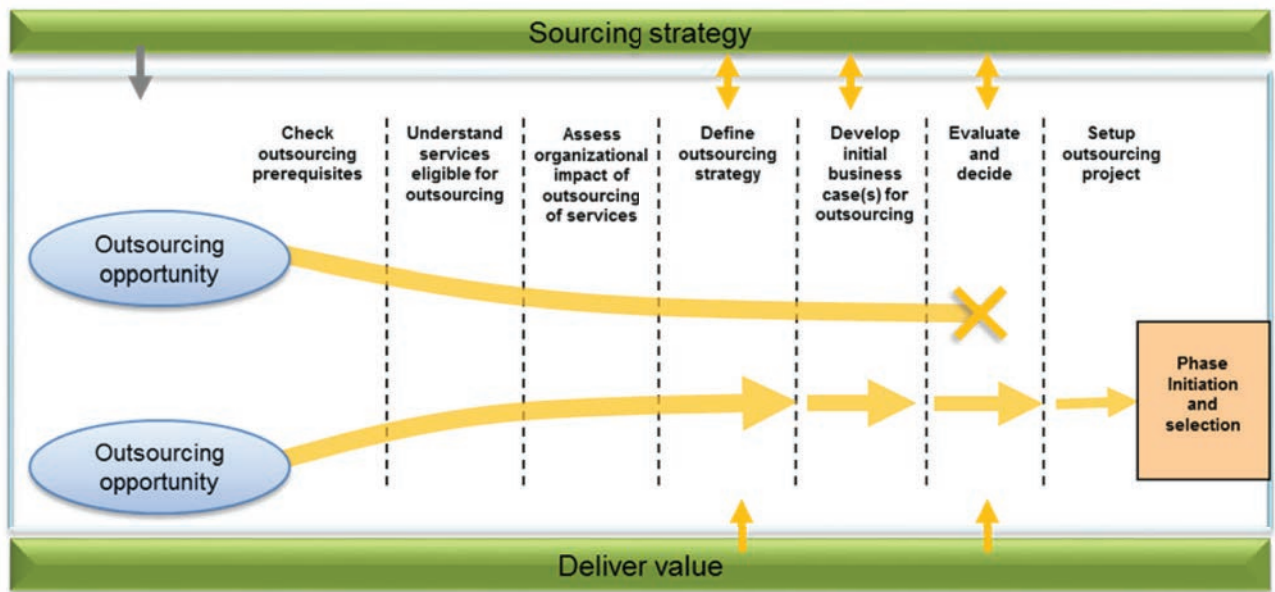 Sourcing strategy
Check
outsourcing
prerequisites
Understand
services
eligible for
outsourcing
Assess
organizational
impact of
outsourcing
of services
Define
outsourcing
strategy
Develop
initial
business
case(s) for
outsourcing
Evaluate
and
decide
Setup
outsourcing
project
Outsourcing
opportunity
Phase
Initiation
and
selection
Outsourcing
opportunity
Deliver value